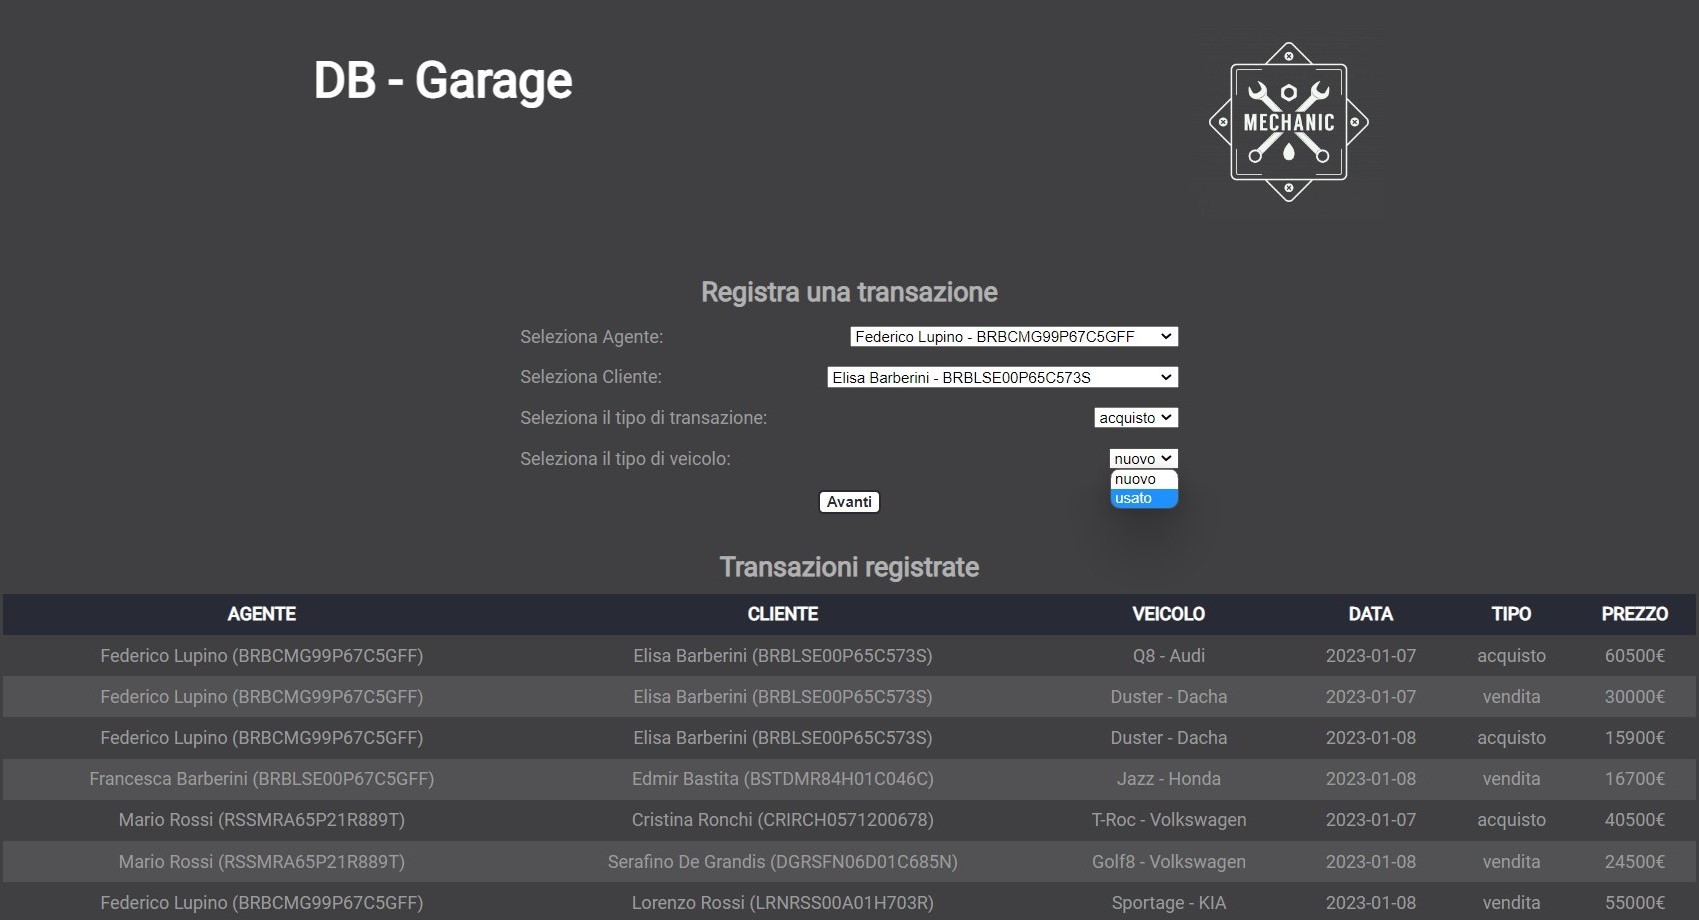 DB - Garage
MECHANIC
Registra una transazione
Seleziona Agente: Federico Lupino - BRBCMG99P67C5GFF
Seleziona Cliente: Elisa Barberini - BRBLSE00P65C573S
Seleziona il tipo di transazione: acquisto
Seleziona il tipo di veicolo: nuovo
nuovo
usato
Avanti
Transazioni registrate
AGENTE CLIENTE VEICOLO DATA TIPO PREZZO
Federico Lupino (BRBCMG99P67C5GFF) Elisa Barberini (BRBLSE00P65C573S) Q8 - Audi 2023-01-07 acquisto 60500€
Federico Lupino (BRBCMG99P67C5GFF) Elisa Barberini (BRBLSE00P65C573S) Duster - Dacha 2023-01-07 vendita 30000€
Federico Lupino (BRBCMG99P67C5GFF) Elisa Barberini (BRBLSE00P65C573S) Duster - Dacha 2023-01-08 acquisto 15900€
Francesca Barberini (BRBLSE00P67C5GFF) Edmir Bastita (BSTDMR84H01C046C) Jazz - Honda 2023-01-08 vendita 16700€
Mario Rossi (RSSMRA65P21R889T) Cristina Ronchi (CRIRCH0571200678) T-Roc - Volkswagen 2023-01-07 acquisto 40500€
Mario Rossi (RSSMRA65P21R889T) Serafino De Grandis (DGRSFN06D01C685N) Golf8 - Volkswagen 2023-01-08 vendita 24500€
Federico Lupino (BRBCMG99P67C5GFF) Lorenzo Rossi (LRNRSS00A01H703R) Sportage - KIA 2023-01-08 vendita 55000€